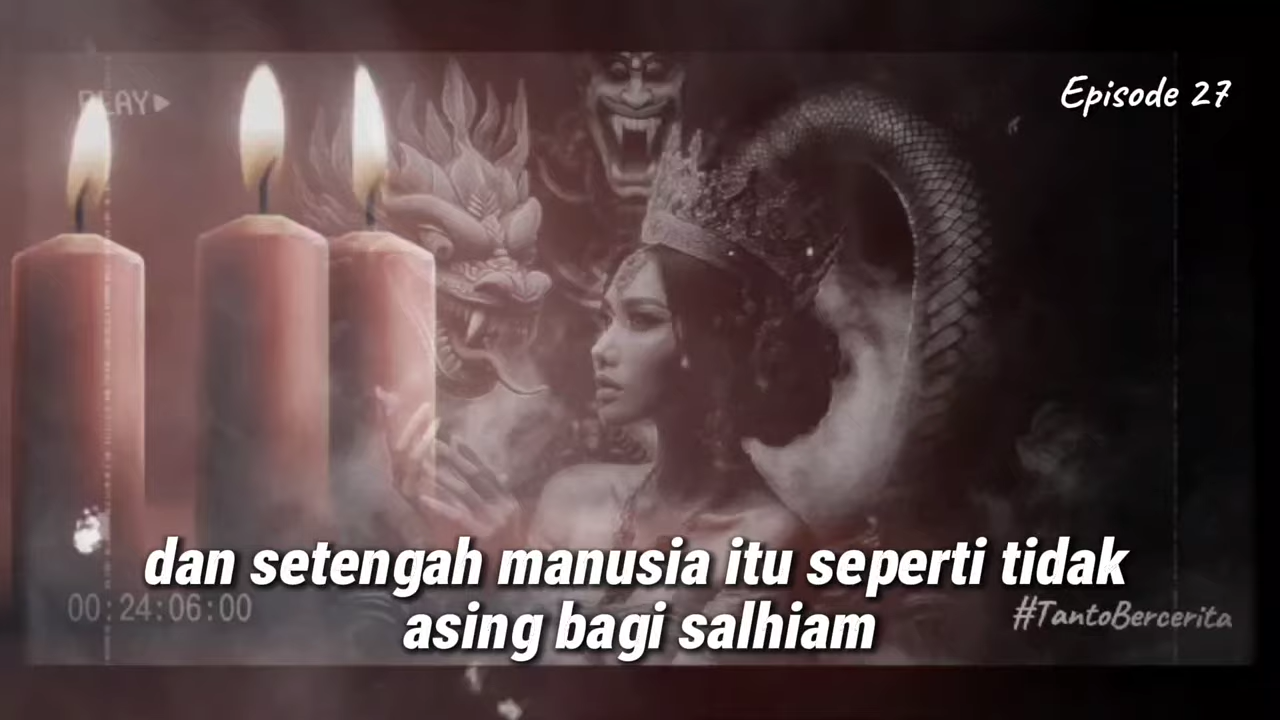 PLAY
Episode 27
dan setengah manusia itu seperti tidak
asing bagi salhiam
00:24:06:00
#TantoBercerita